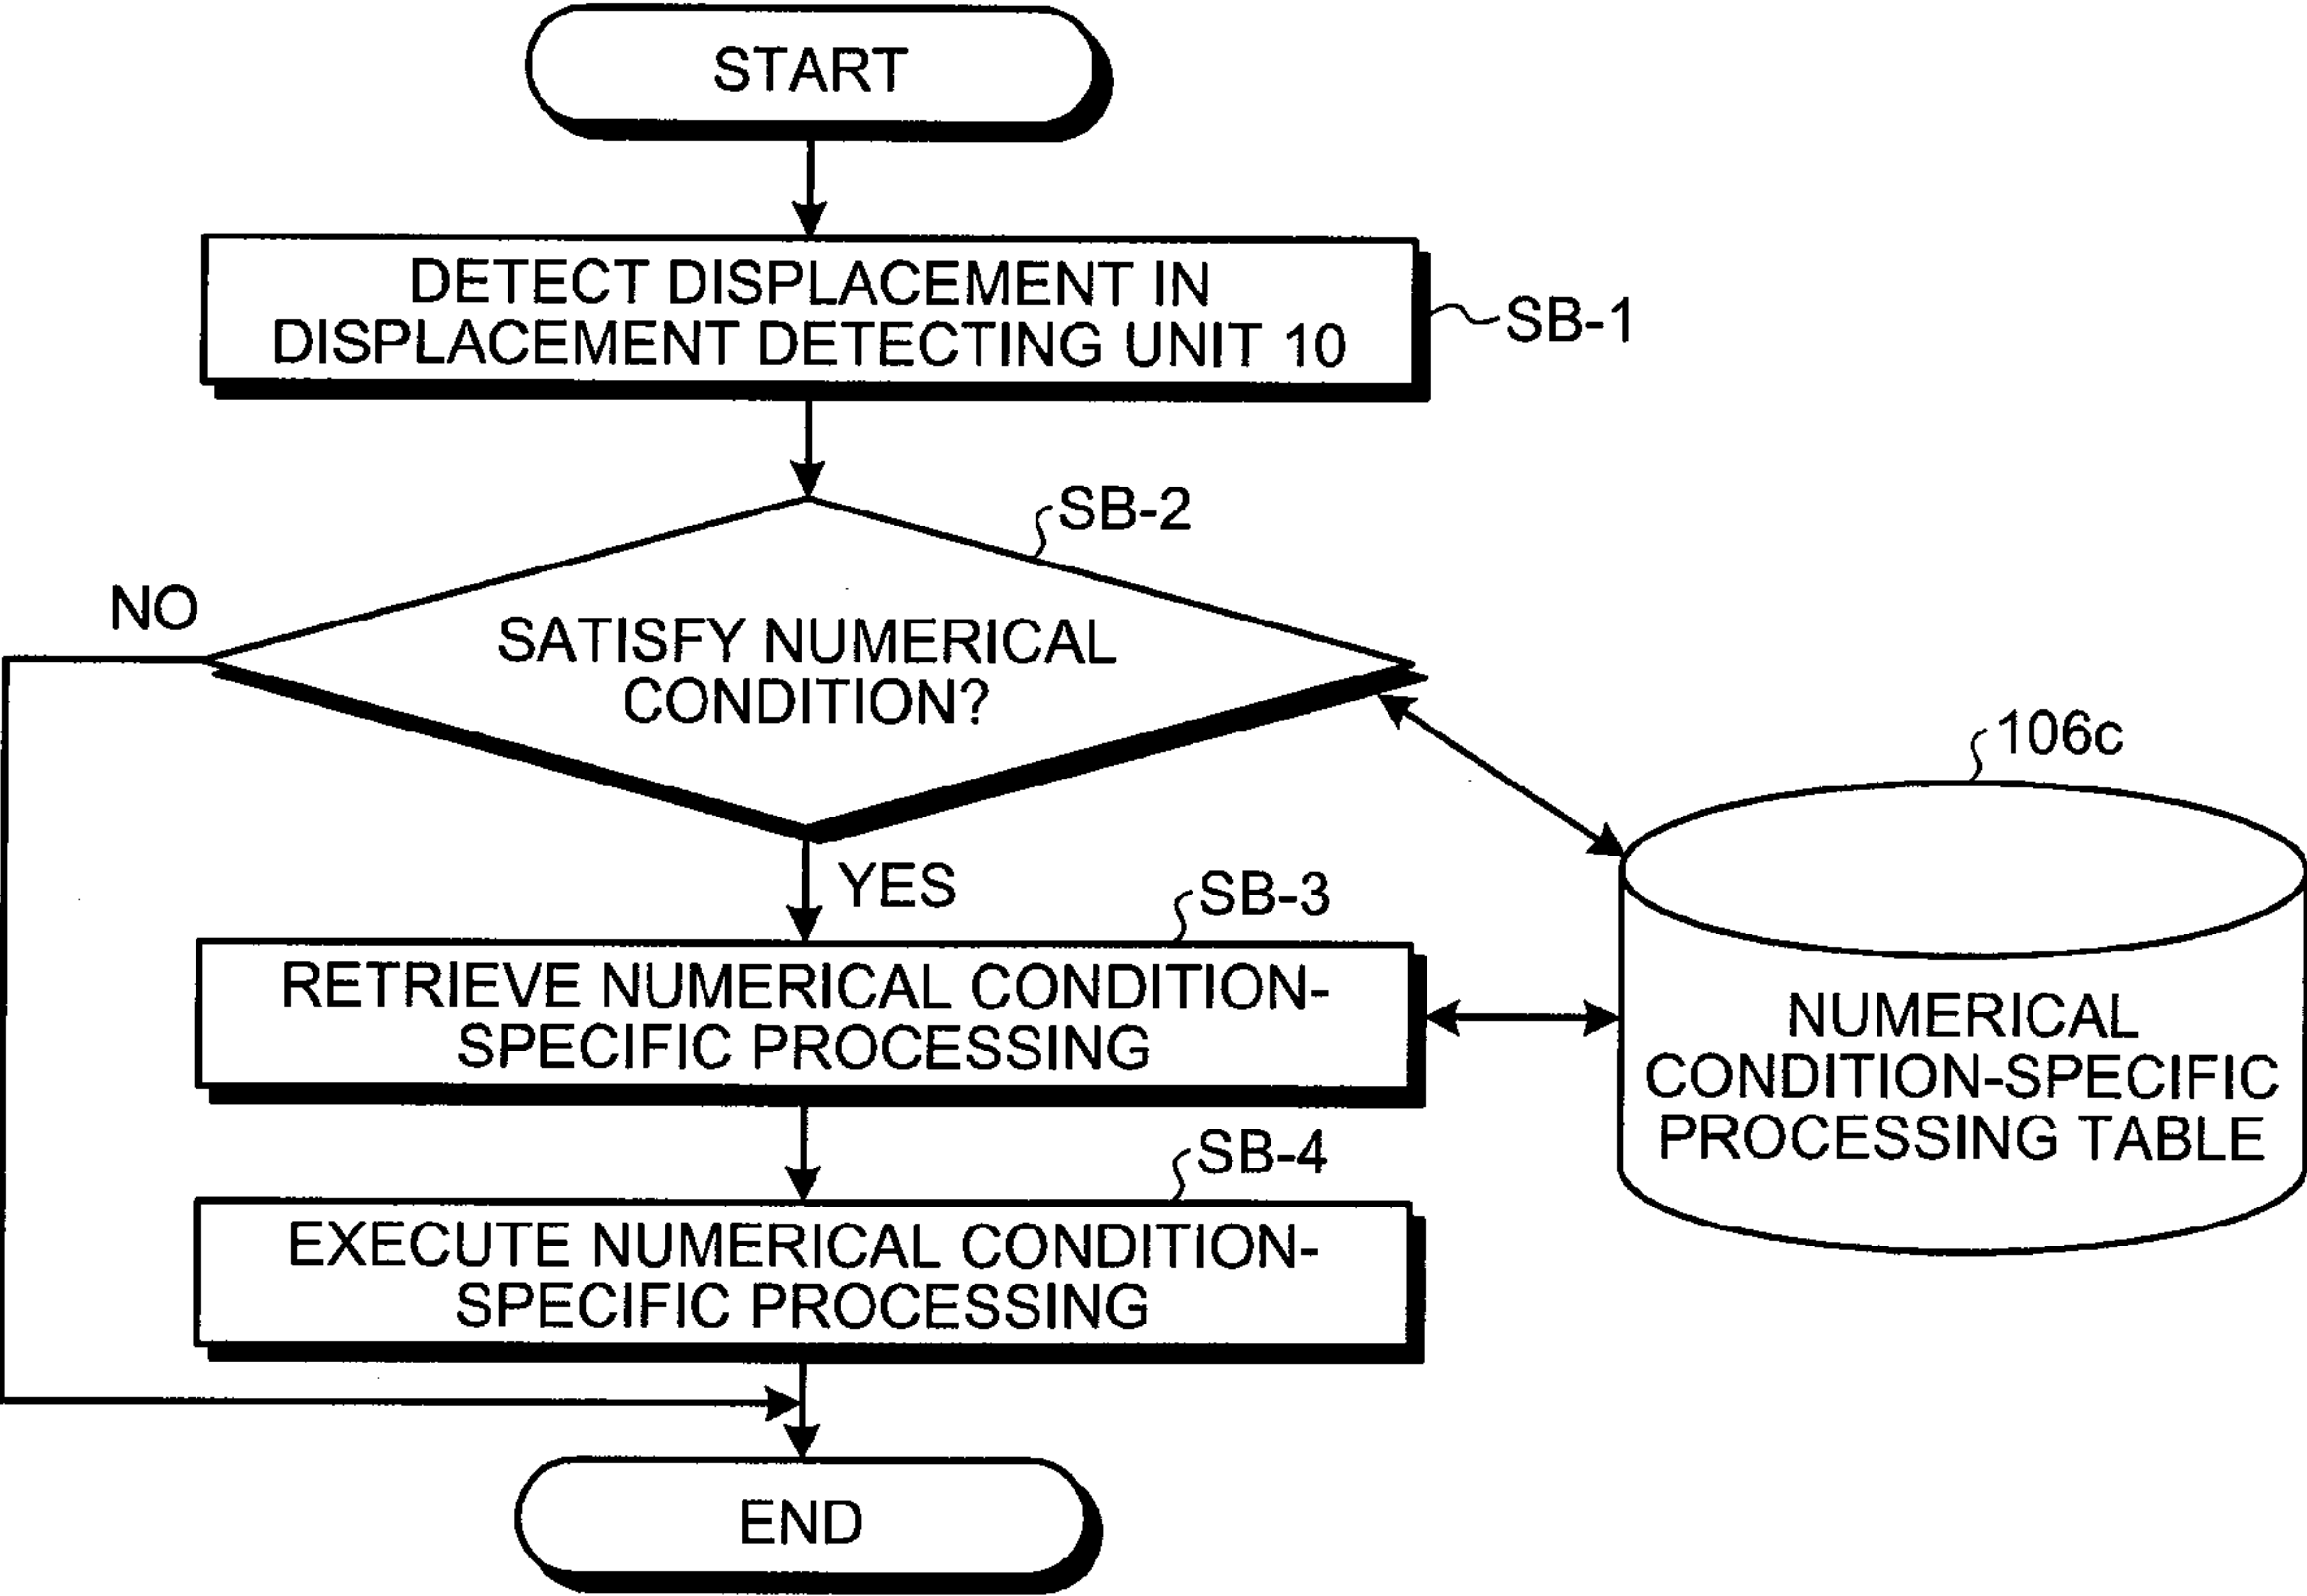 START
DETECT DISPLACEMENT IN
DISPLACEMENT DETECTING UNIT 10
SB-1
SB-2
NO
SATISFY NUMERICAL
CONDITION?
106c
YES
SB-3
RETRIEVE NUMERICAL CONDITION-
SPECIFIC PROCESSING
NUMERICAL
CONDITION-SPECIFIC
PROCESSING TABLE
SB-4
EXECUTE NUMERICAL CONDITION-
SPECIFIC PROCESSING
END